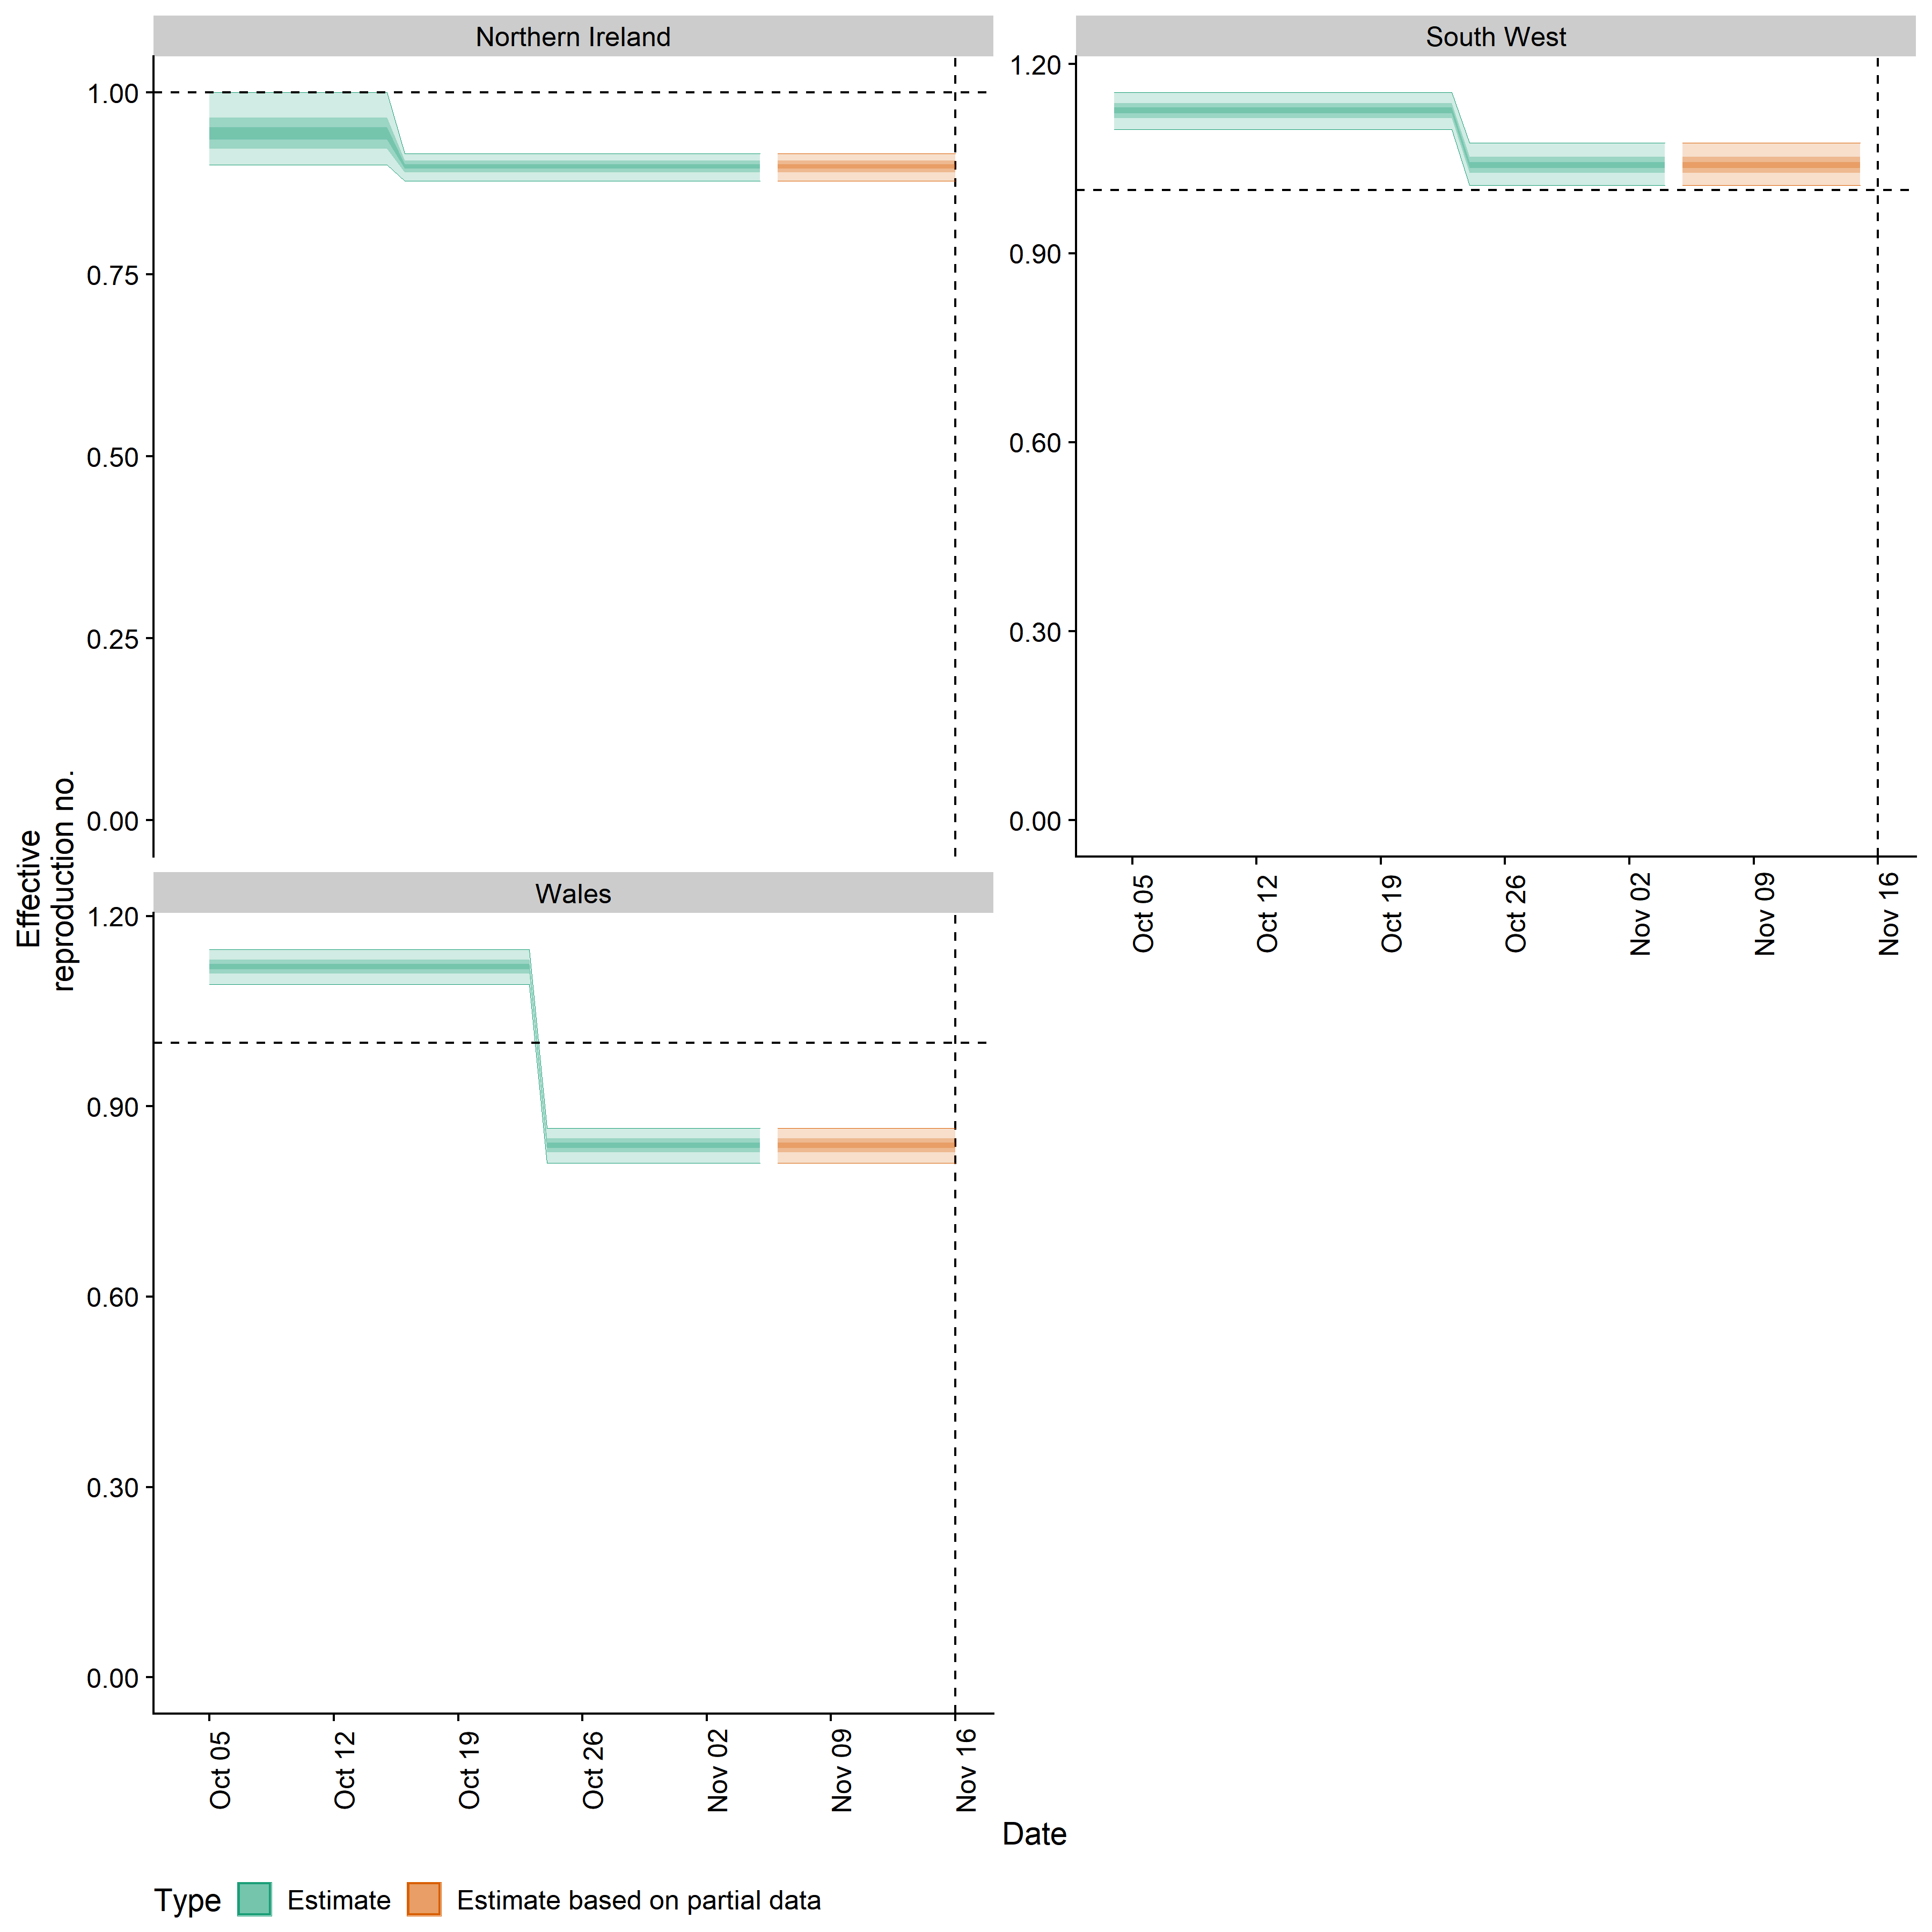 Northern Ireland
South West
1.00
0.75
0.50
0.25
0.00
1.20
0.90
0.60
0.30
0.00
Oct 05
Oct 12
Oct 19
Oct 26
Nov 02
Nov 09
Nov 16
Effective
reproduction no.
Wales
1.20
0.90
0.60
0.30
0.00
Oct 05
Oct 12
Oct 19
Oct 26
Nov 02
Nov 09
Nov 16
Date
Type Estimate Estimate based on partial data